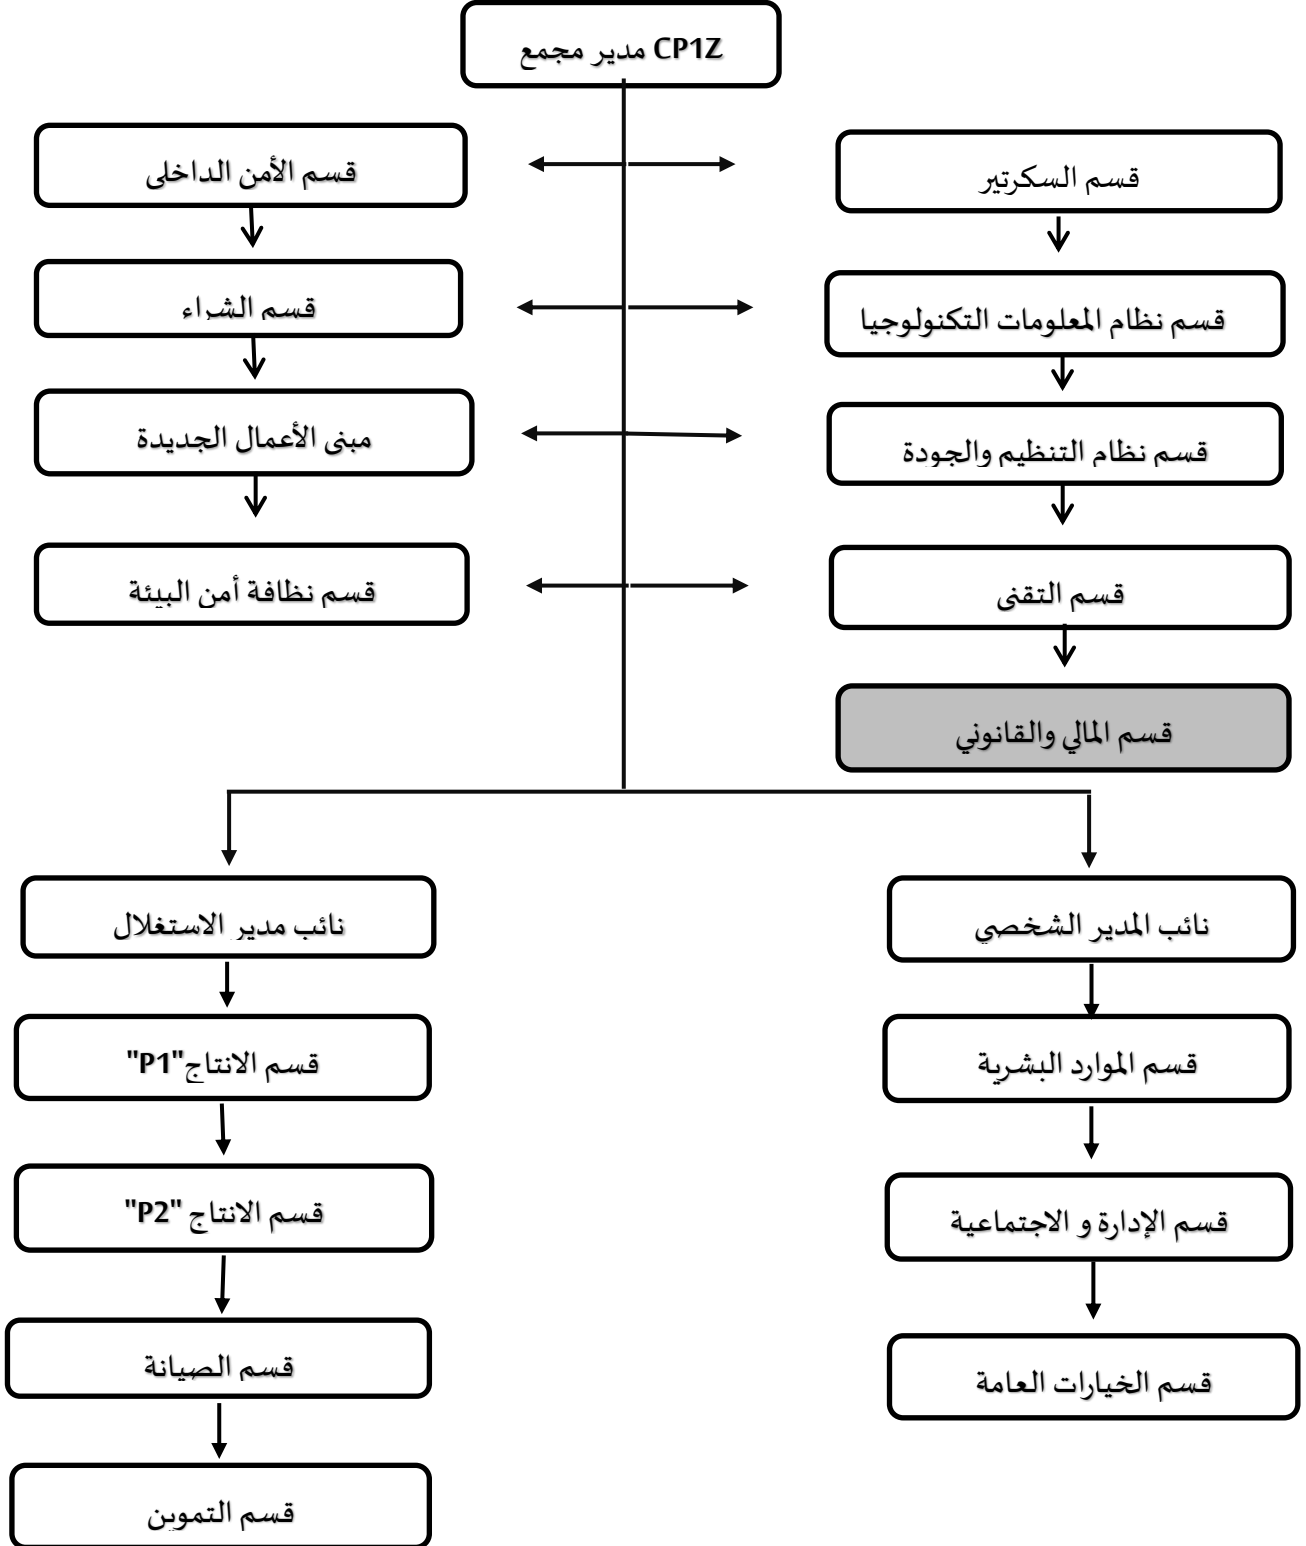 مدير مجمع CP1Z
قسم السكرتير
قسم الأمن الداخلي
قسم نظام المعلومات التكنولوجيا
قسم الشراء
قسم نظام التنظيم والجودة
مبنى الأعمال الجديدة
قسم التقني
قسم نظافة أمن البيئة
قسم المالي والقانوني
نائب المدير الشخصي
نائب مدير الاستغلال
قسم الموارد البشرية
قسم الانتاج"P1"
قسم الإدارة و الاجتماعية
قسم الانتاج "P2"
قسم الخيارات العامة
قسم الصيانة
قسم التموين